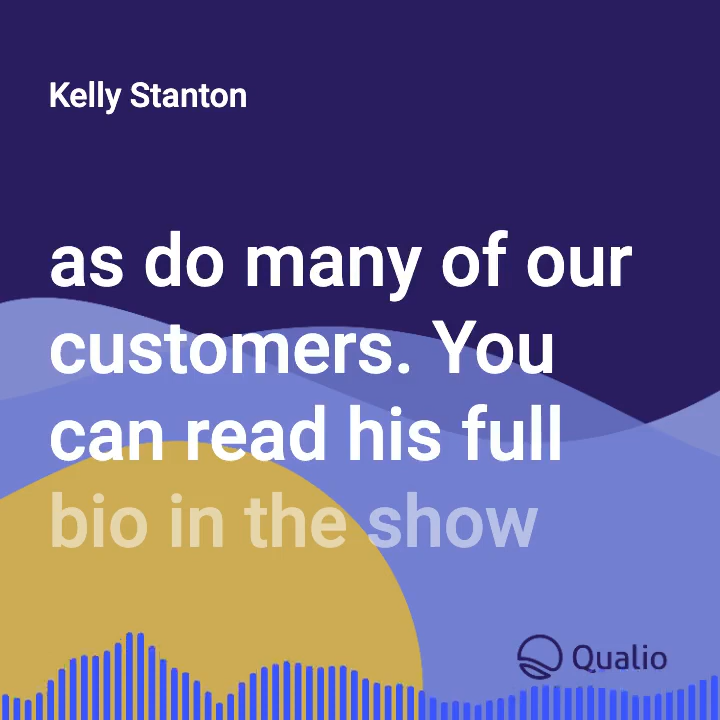 Kelly Stanton
as do many of our
customers. You
can read his full
bio in the show
Qualio